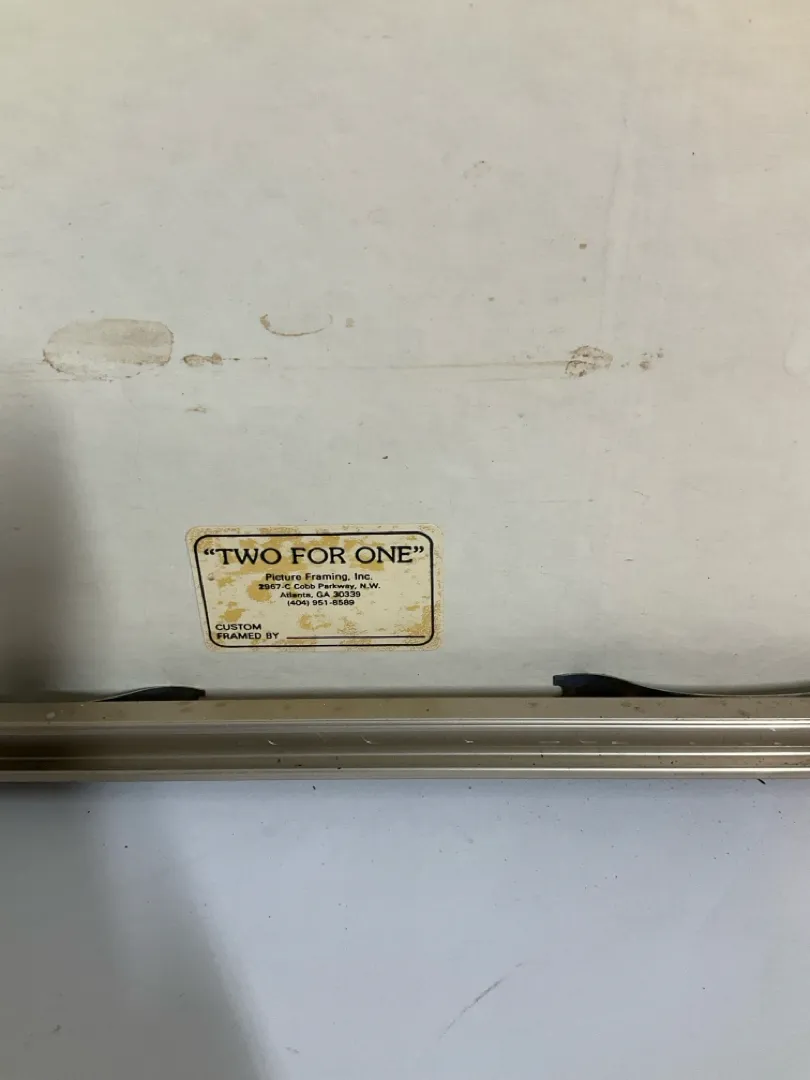 “TWO FOR ONE”
Picture Framing, Inc.
2967-C Cobb Parkway, N.W.
Atlanta, GA 30339
(404) 951-8589
CUSTOM
FRAMED BY